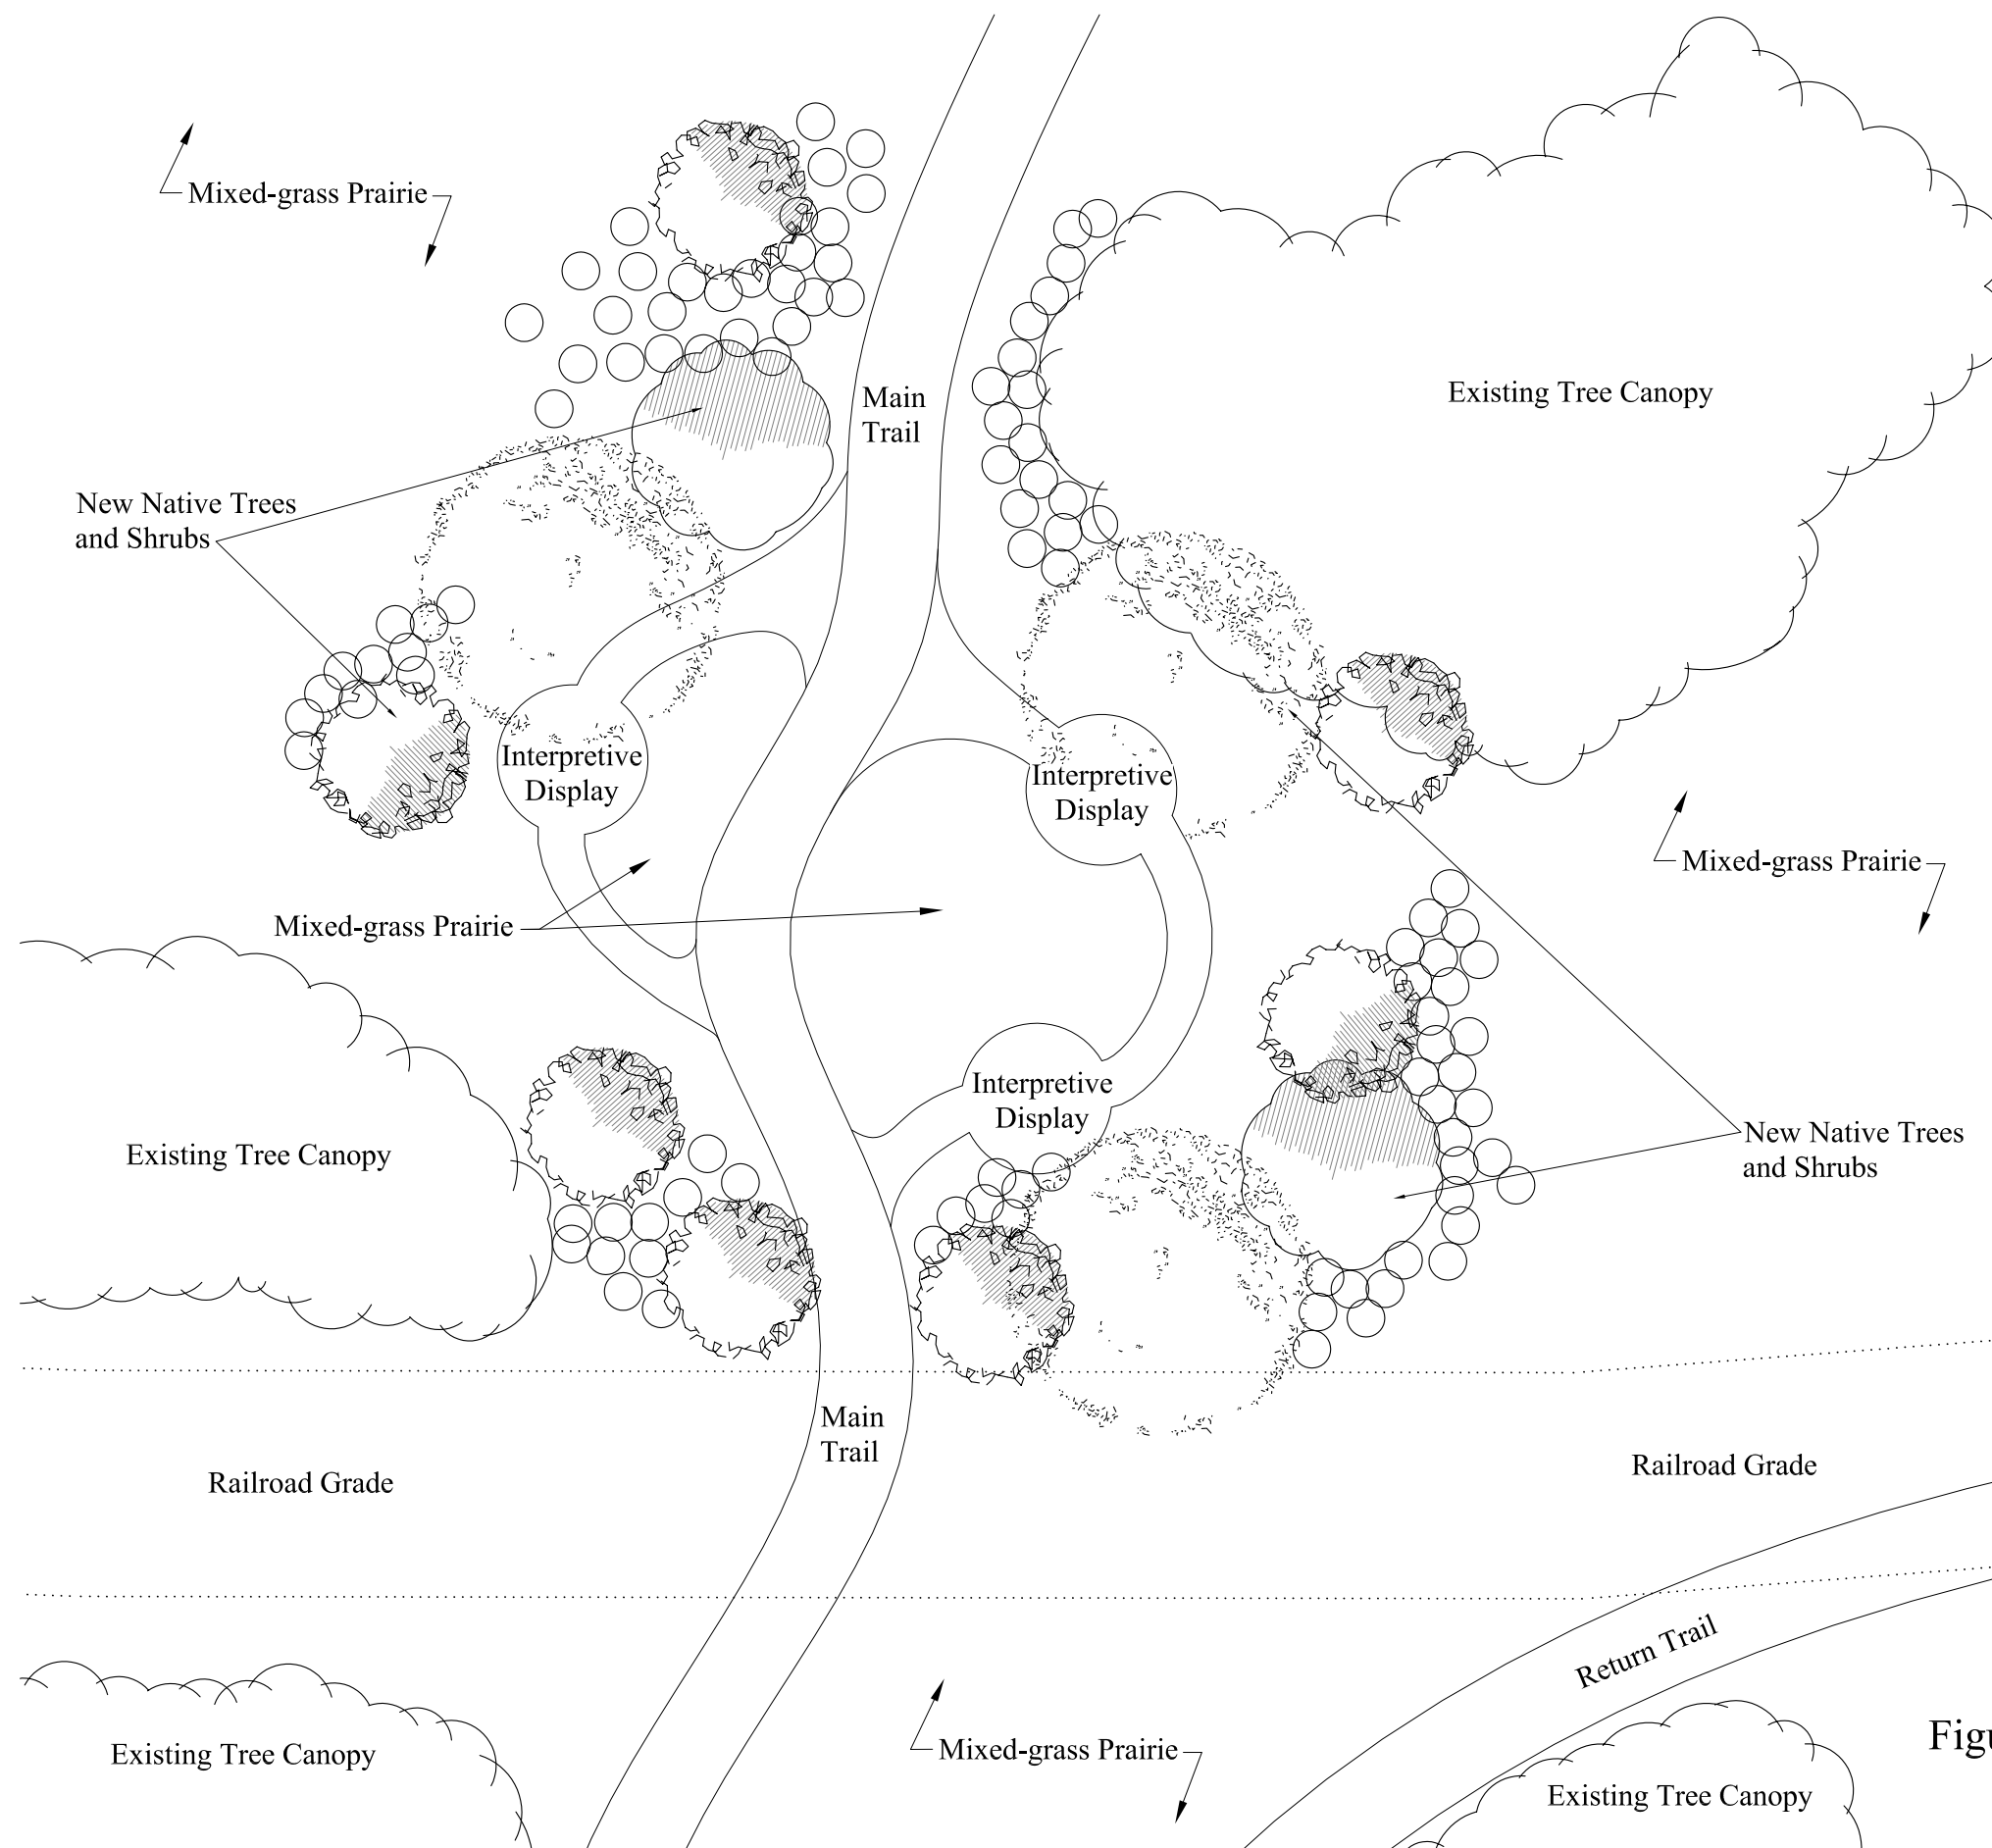 Mixed-grass Prairie
Main
Trail
Existing Tree Canopy
New Native Trees
and Shrubs
Interpretive
Display
Interpretive
Display
Mixed-grass Prairie
Mixed-grass Prairie
Interpretive
Display
Existing Tree Canopy
New Native Trees
and Shrubs
Main
Trail
Railroad Grade
Railroad Grade
Return Trail
Existing Tree Canopy
Mixed-grass Prairie
Existing Tree Canopy